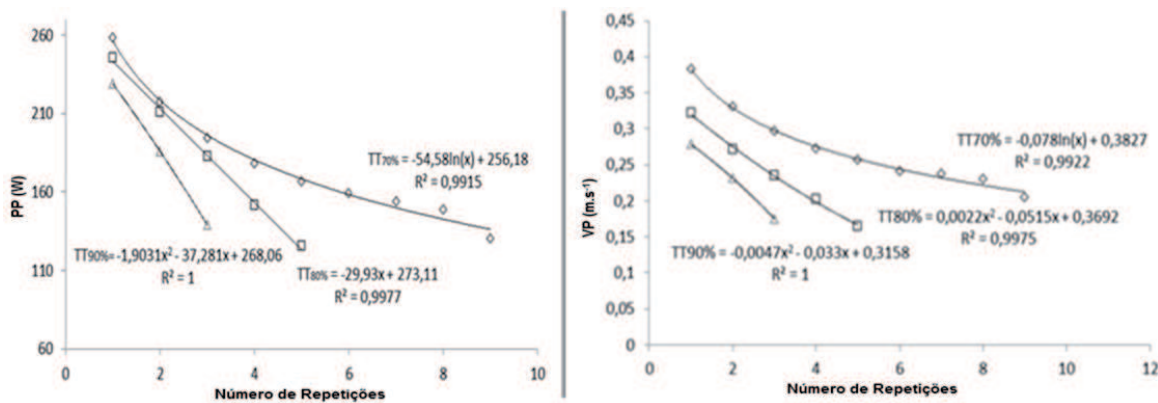 260
210
160
110
60
PP (W)
TT70% = -54,58ln(x) + 256,18
R² = 0,9915
TT90%= -1,9031x² - 37,281x + 268,06
R² = 1
TT80% = -29,93x + 273,11
R² = 0,9977
0 2 4 6 8 10
Número de Repetições
0,45
0,4
0,35
0,3
0,25
0,2
0,15
0,1
0,05
0
VP (m.s⁻¹)
TT70% = -0,078ln(x) + 0,3827
R² = 0,9922
TT80% = 0,0022x² - 0,0515x + 0,3692
R² = 0,9975
TT90% = -0,0047x² - 0,033x + 0,3158
R² = 1
0 2 4 6 8 10 12
Número de Repetições